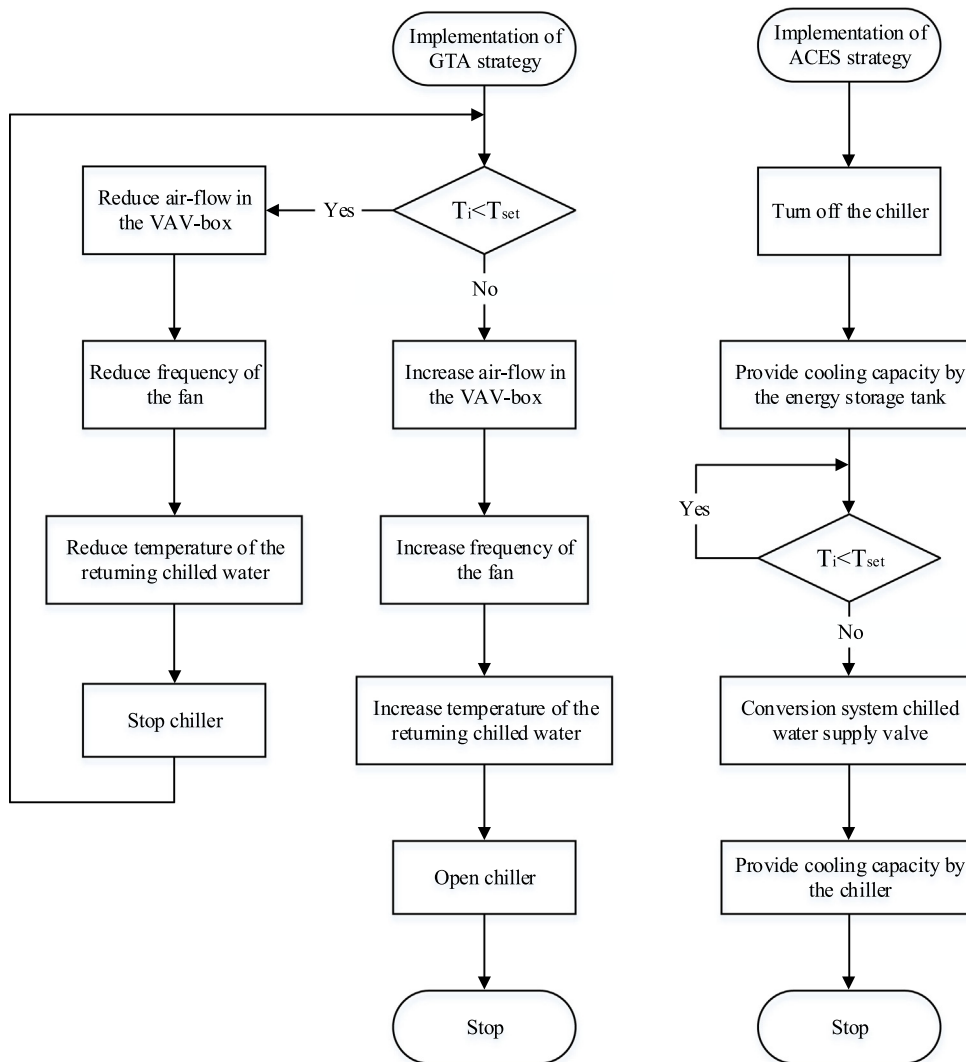 Implementation of
GTA strategy
Ti<Tset
Yes
Reduce air-flow in
the VAV-box
Reduce frequency of
the fan
Reduce temperature of the
returning chilled water
Stop chiller
No
Increase air-flow in
the VAV-box
Increase frequency of
the fan
Increase temperature of the
returning chilled water
Open chiller
Stop
Implementation of
ACES strategy
Turn off the chiller
Provide cooling capacity by
the energy storage tank
Yes
Ti<Tset
No
Conversion system chilled
water supply valve
Provide cooling capacity by
the chiller
Stop